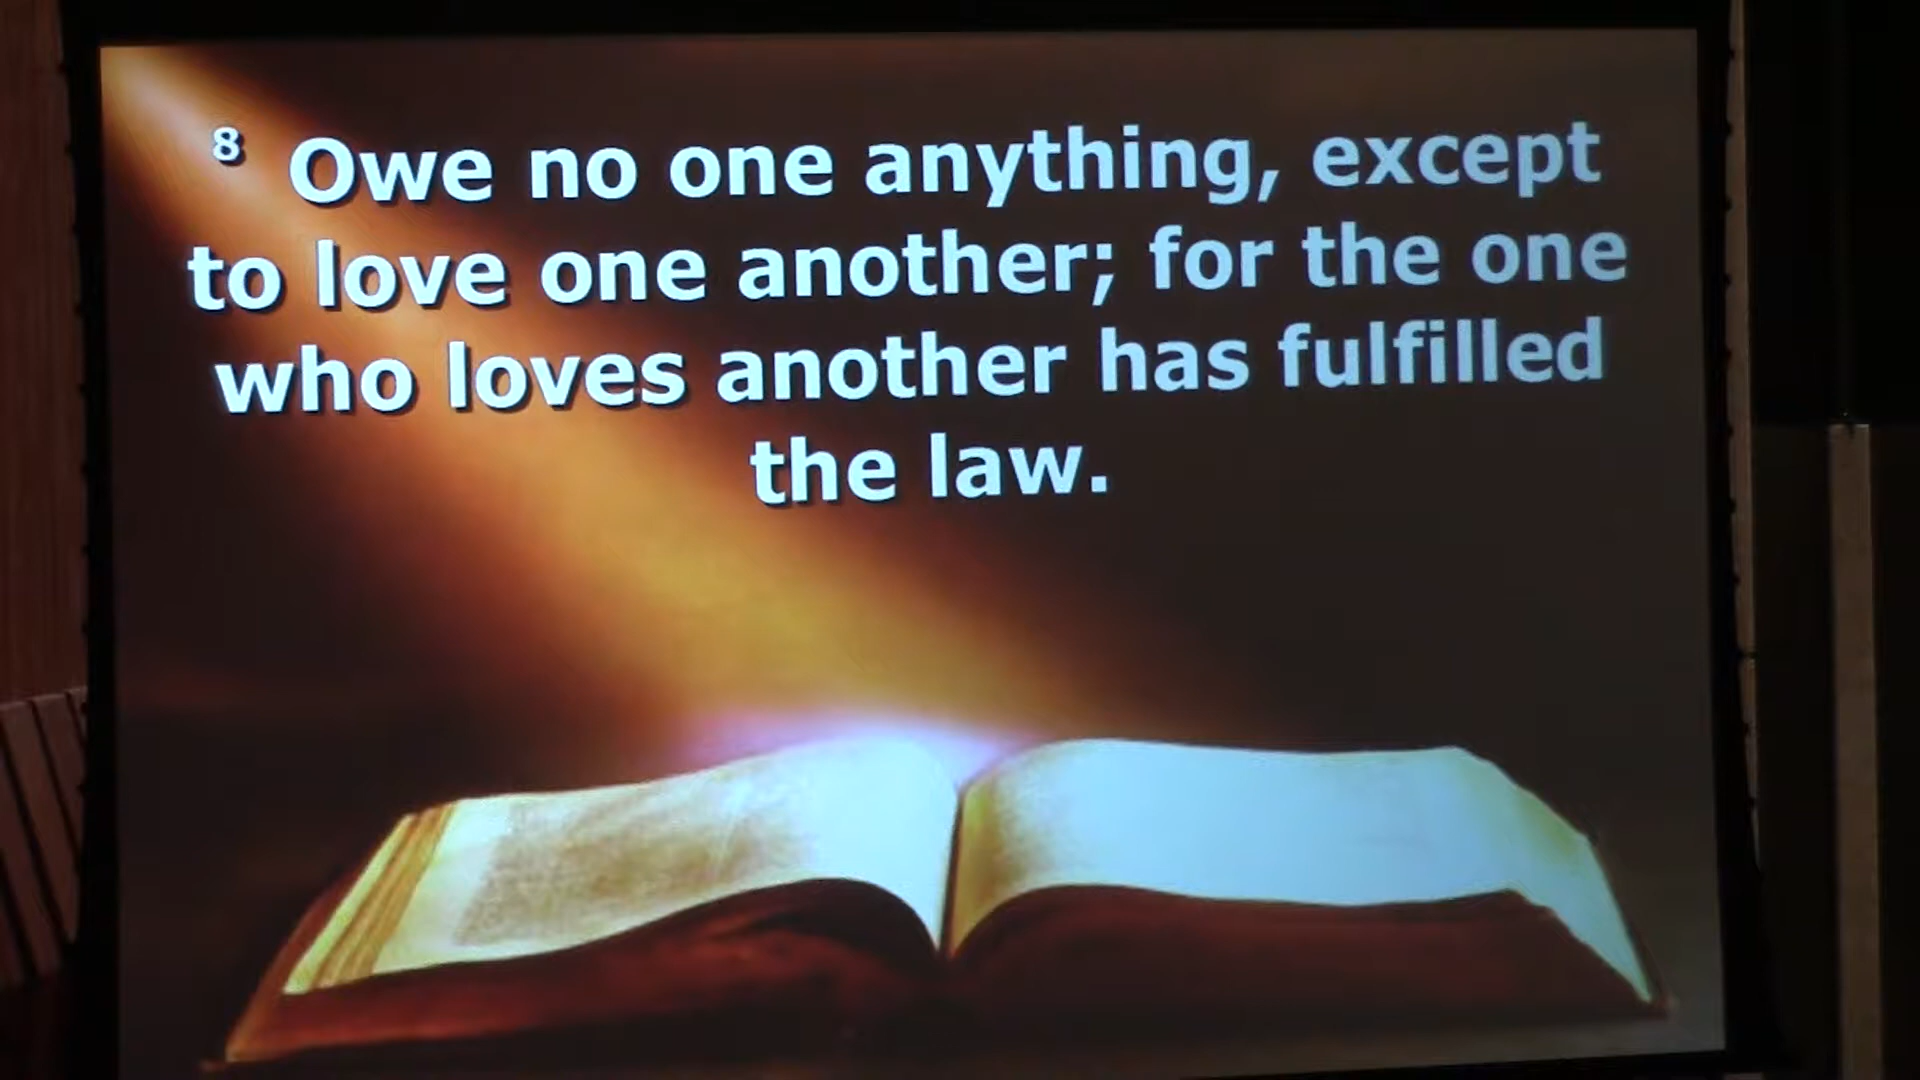 8 Owe no one anything, except
to love one another; for the one
who loves another has fulfilled
the law.